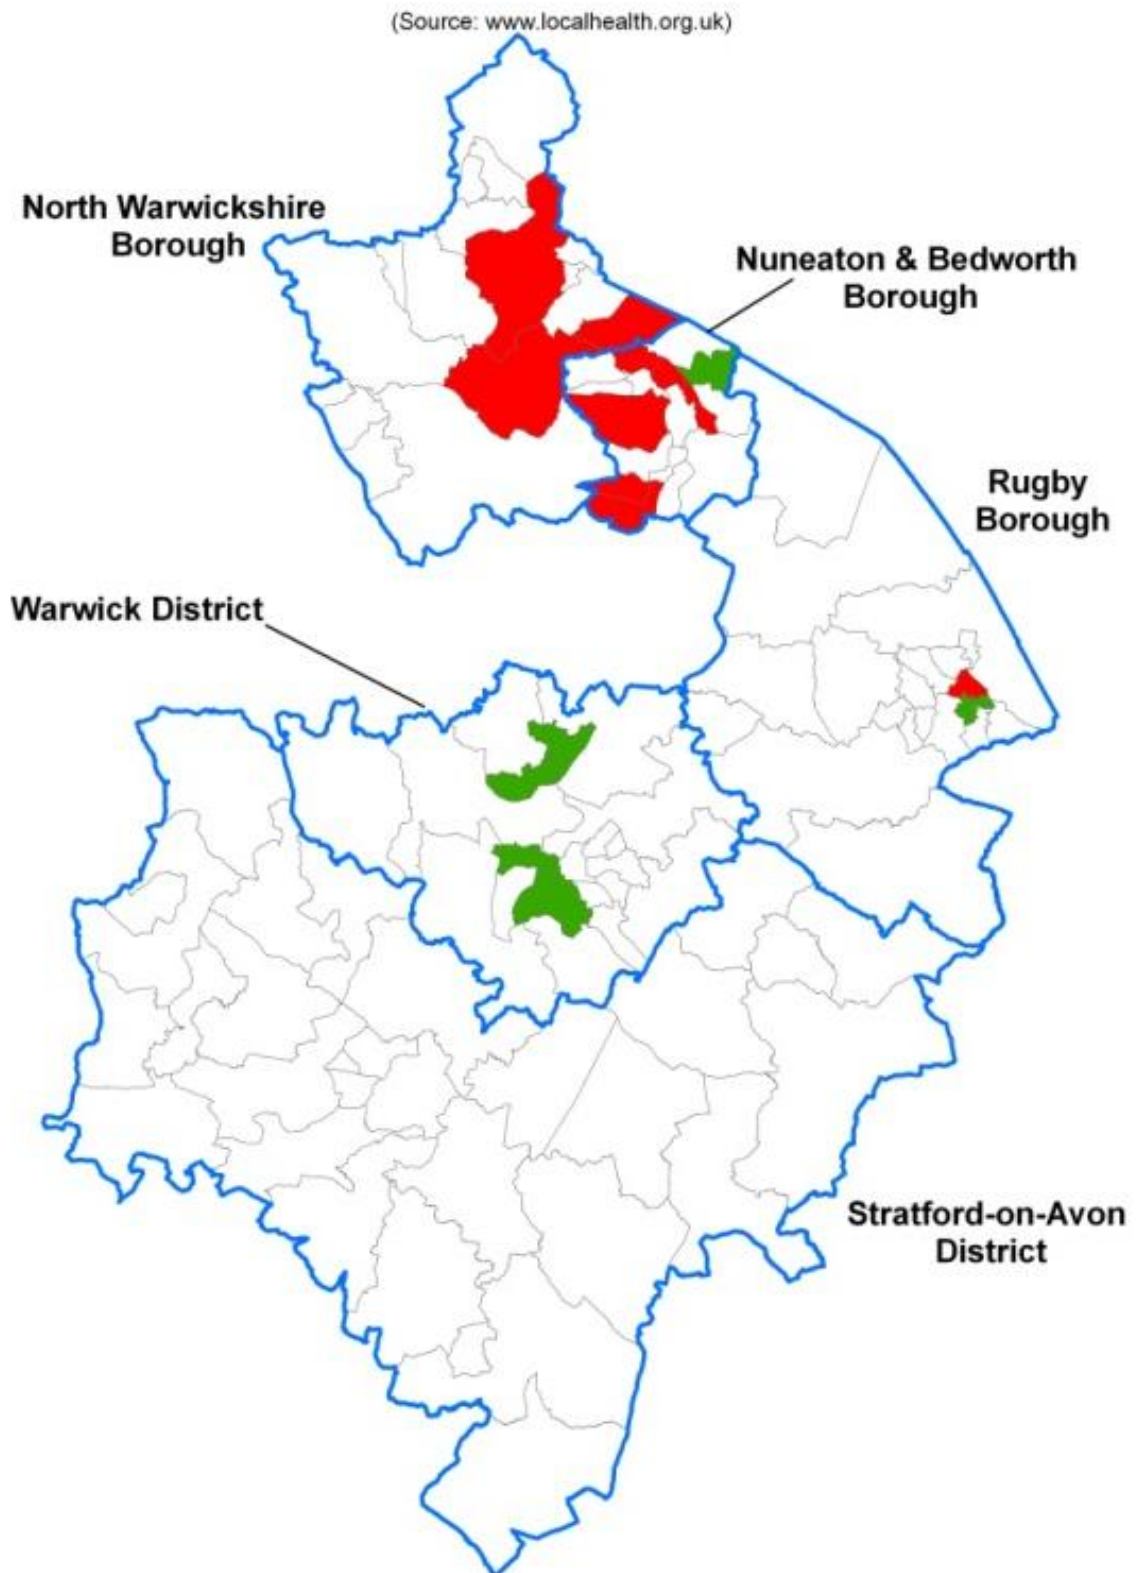 (Source: www.localhealth.org.uk)
North Warwickshire
Borough
Nuneaton & Bedworth
Borough
Rugby
Borough
Warwick District
Stratford-on-Avon
District